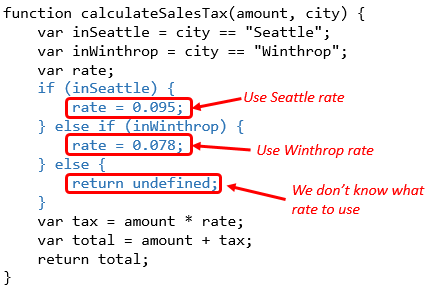 function calculateSalesTax(amount, city) {
    var inSeattle = city == "Seattle";
    var inWinthrop = city == "Winthrop";
    var rate;
    if (inSeattle) {
        rate = 0.095;
Use Seattle rate
    } else if (inWinthrop) {
        rate = 0.078;
Use Winthrop rate
    } else {
        return undefined;
We don't know what
rate to use
    }
    var tax = amount * rate;
    var total = amount + tax;
    return total;
}